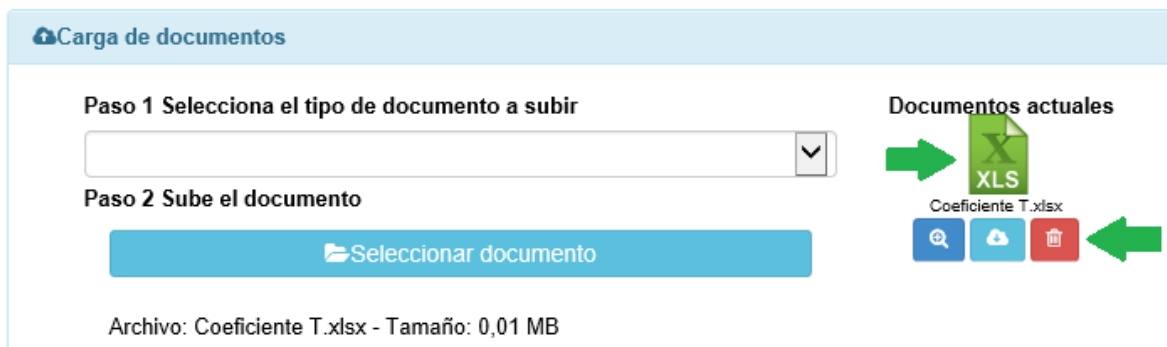 Carga de documentos
Paso 1 Selecciona el tipo de documento a subir
Paso 2 Sube el documento
Seleccionar documento
Archivo: Coeficiente T.xlsx - Tamaño: 0,01 MB
Documentos actuales
X
XLS
Coeficiente T.xlsx